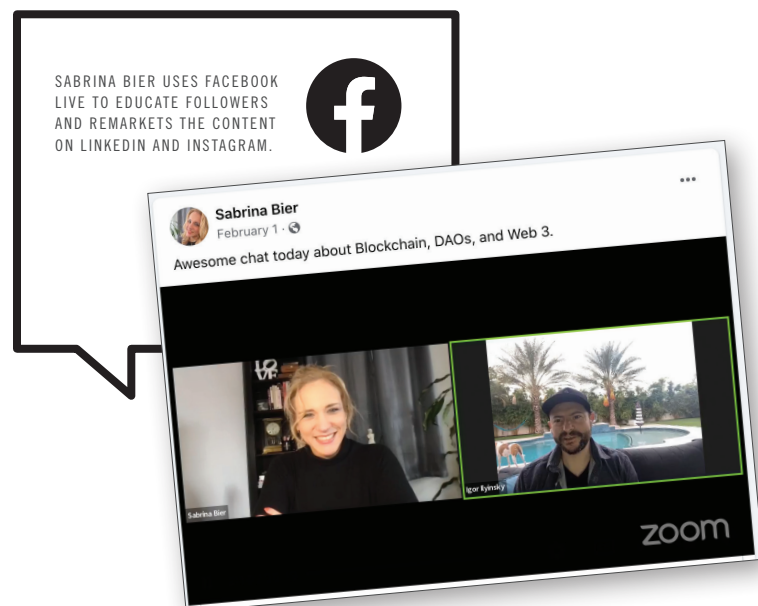 SABRINA BIER USES FACEBOOK
LIVE TO EDUCATE FOLLOWERS
AND REMARKETS THE CONTENT
ON LINKEDIN AND INSTAGRAM.
Sabrina Bier
February 1 ·
Awesome chat today about Blockchain, DAOs, and Web 3.
LOVE
Sabrina Bier
Igor Ilyinsky
zoom